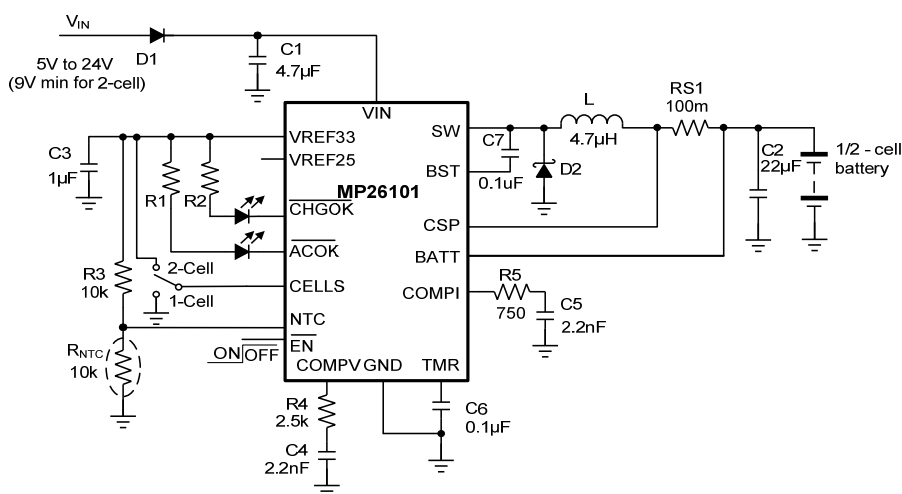 VIN
D1
5V to 24V
(9V min for 2-cell)
C1
4.7µF
VIN
VREF33
VREF25
MP26101
CHGOK
ACOK
CELLS
NTC
EN
COMPV GND
TMR
SW
BST
CSP
BATT
COMPI
C3
1µF
R1
R2
2-Cell
1-Cell
R3
10k
RNTC
10k
ON OFF
R4
2.5k
C4
2.2nF
C6
0.1µF
R5
750
C5
2.2nF
C7
0.1uF
D2
L
4.7µH
RS1
100m
C2
22µF
1/2 - cell
battery